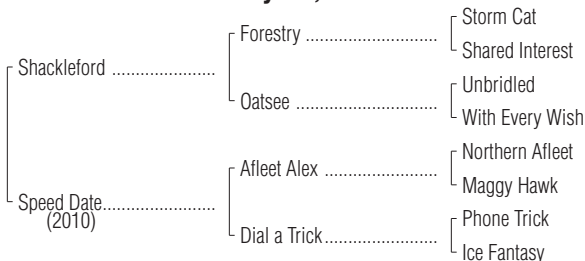 Storm Cat
Forestry ..............................
Shared Interest
Shackleford .......................
Unbridled
Oatsee ................................
With Every Wish
Northern Afleet
Afleet Alex .........................
Maggy Hawk
Speed Date.........................
(2010)
Phone Trick
Dial a Trick.........................
Ice Fantasy